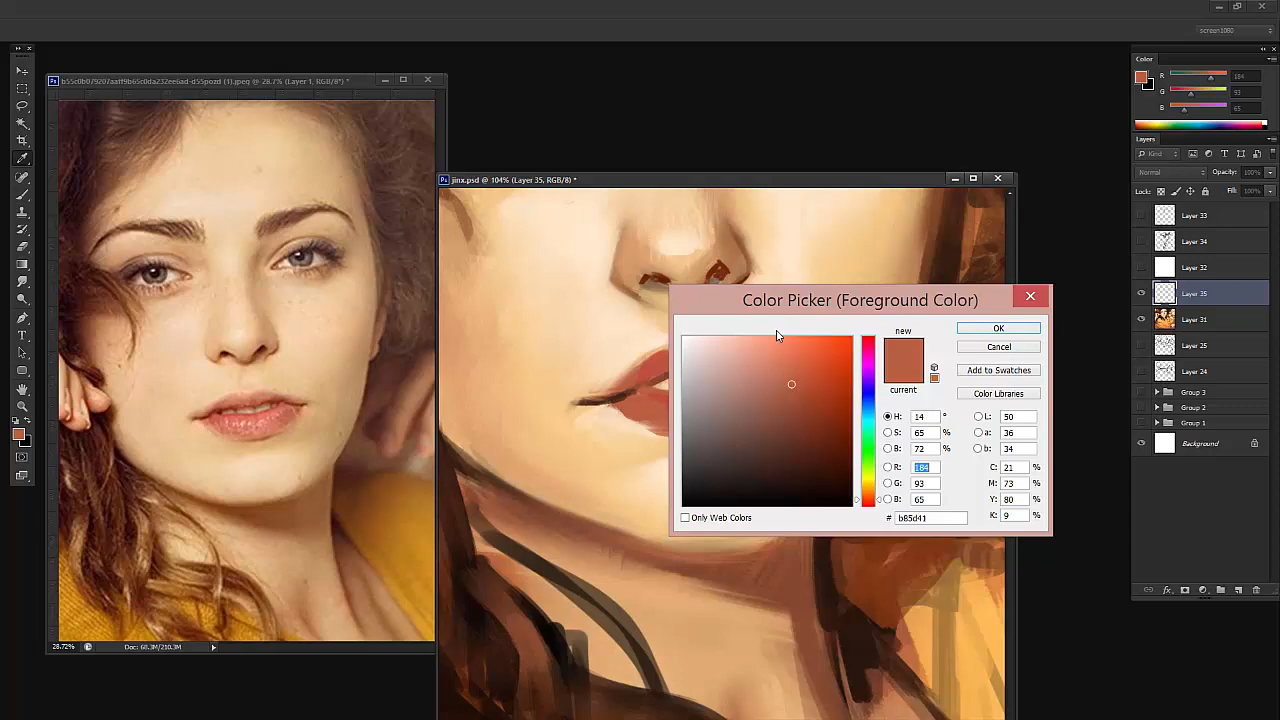 screen1080
b55c0b079207aaff9b65c0da232ee6ad-d55pozd (1).jpeg @ 28.7% (Layer 1, RGB/8*) *
jinx.psd @ 104% (Layer 35, RGB/8) *
28.72%
Doc: 68.3M/210.3M
Color Picker (Foreground Color)
new
current
OK
Cancel
Add to Swatches
Color Libraries
H: 14 °
S: 65 %
B: 72 %
R: 184
G: 93
B: 65
L: 50
a: 36
b: 34
C: 21 %
M: 73 %
Y: 80 %
K: 9 %
# b85d41
Only Web Colors
Color
R 184
G 93
B 65
Layers
Kind
Normal
Opacity: 100%
Lock:
Fill: 100%
Layer 33
Layer 34
Layer 32
Layer 35
Layer 31
Layer 25
Layer 24
Group 3
Group 2
Group 1
Background